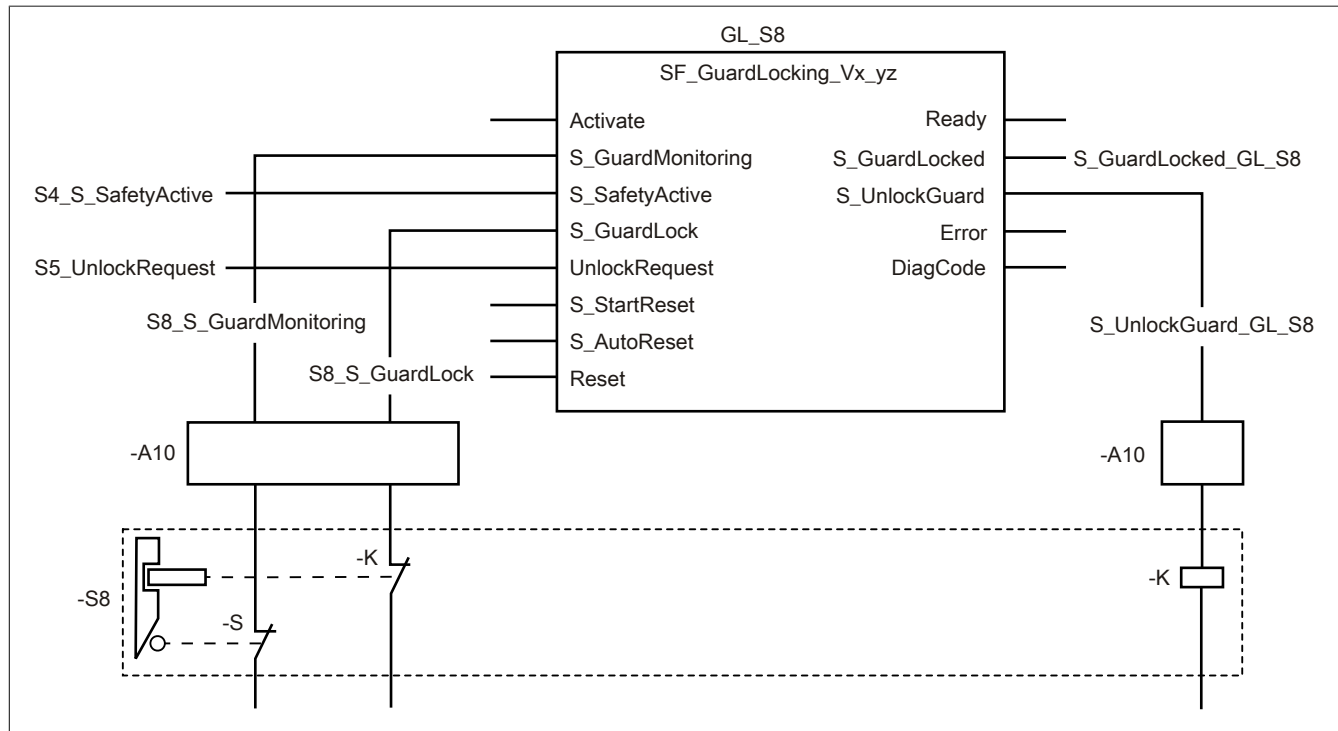 GL_S8
SF_GuardLocking_Vx_yz
Activate
Ready
S_GuardMonitoring
S_GuardLocked
S_GuardLocked_GL_S8
S4_S_SafetyActive
S_SafetyActive
S_UnlockGuard
S_GuardLock
Error
S5_UnlockRequest
UnlockRequest
DiagCode
S_StartReset
S8_S_GuardMonitoring
S_UnlockGuard_GL_S8
S_AutoReset
S8_S_GuardLock
Reset
-A10
-A10
-K
-K
-S8
-S